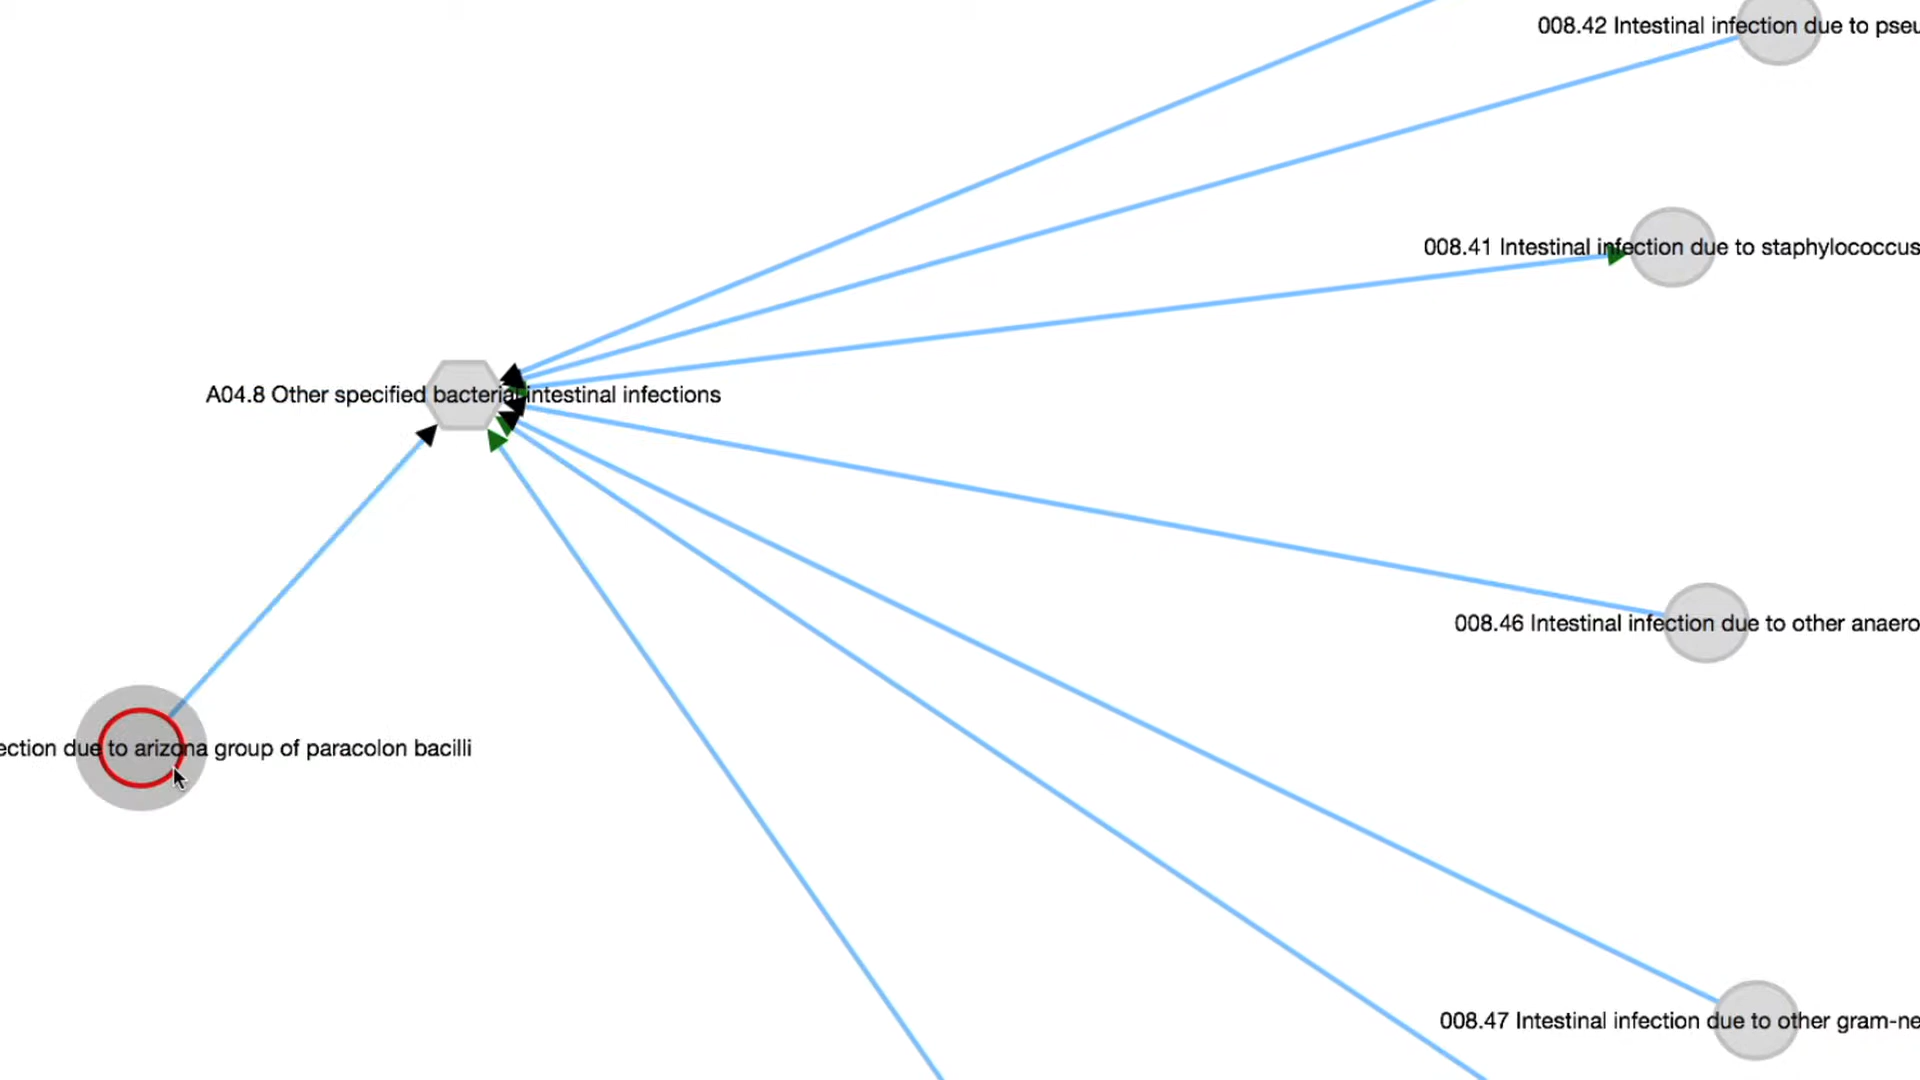 008.42 Intestinal infection due to pseu
008.41 Intestinal infection due to staphylococcus
A04.8 Other specified bacterial intestinal infections
008.46 Intestinal infection due to other anaero
ection due to arizona group of paracolon bacilli
008.47 Intestinal infection due to other gram-ne